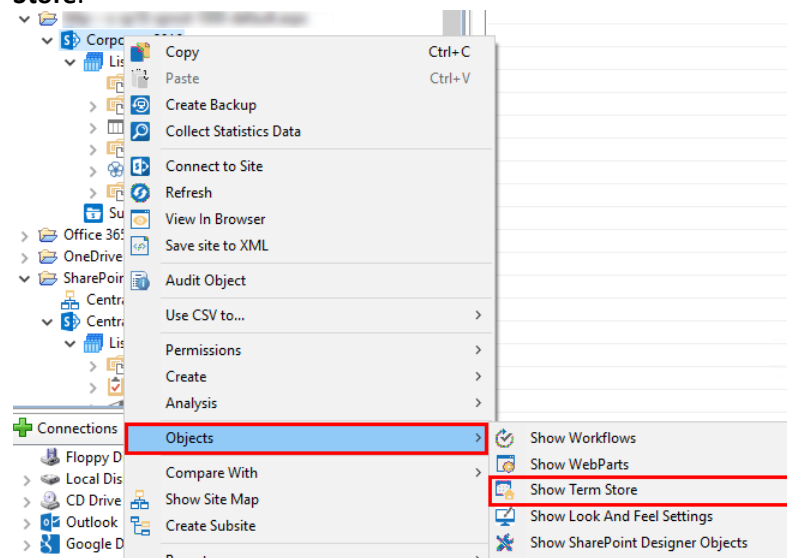 Store.
Corpo
Copy Ctrl+C
Lis
Paste Ctrl+V
Create Backup
Collect Statistics Data
Connect to Site
Refresh
Su
View In Browser
Office 365
Save site to XML
OneDrive
SharePoin
Audit Object
Centra
Use CSV to...
Centra
Lis
Permissions
Create
Analysis
Connections
Objects
Show Workflows
Floppy D
Show WebParts
Local Dis
Compare With
CD Drive
Show Site Map
Show Term Store
Outlook
Create Subsite
Show Look And Feel Settings
Google D
Show SharePoint Designer Objects